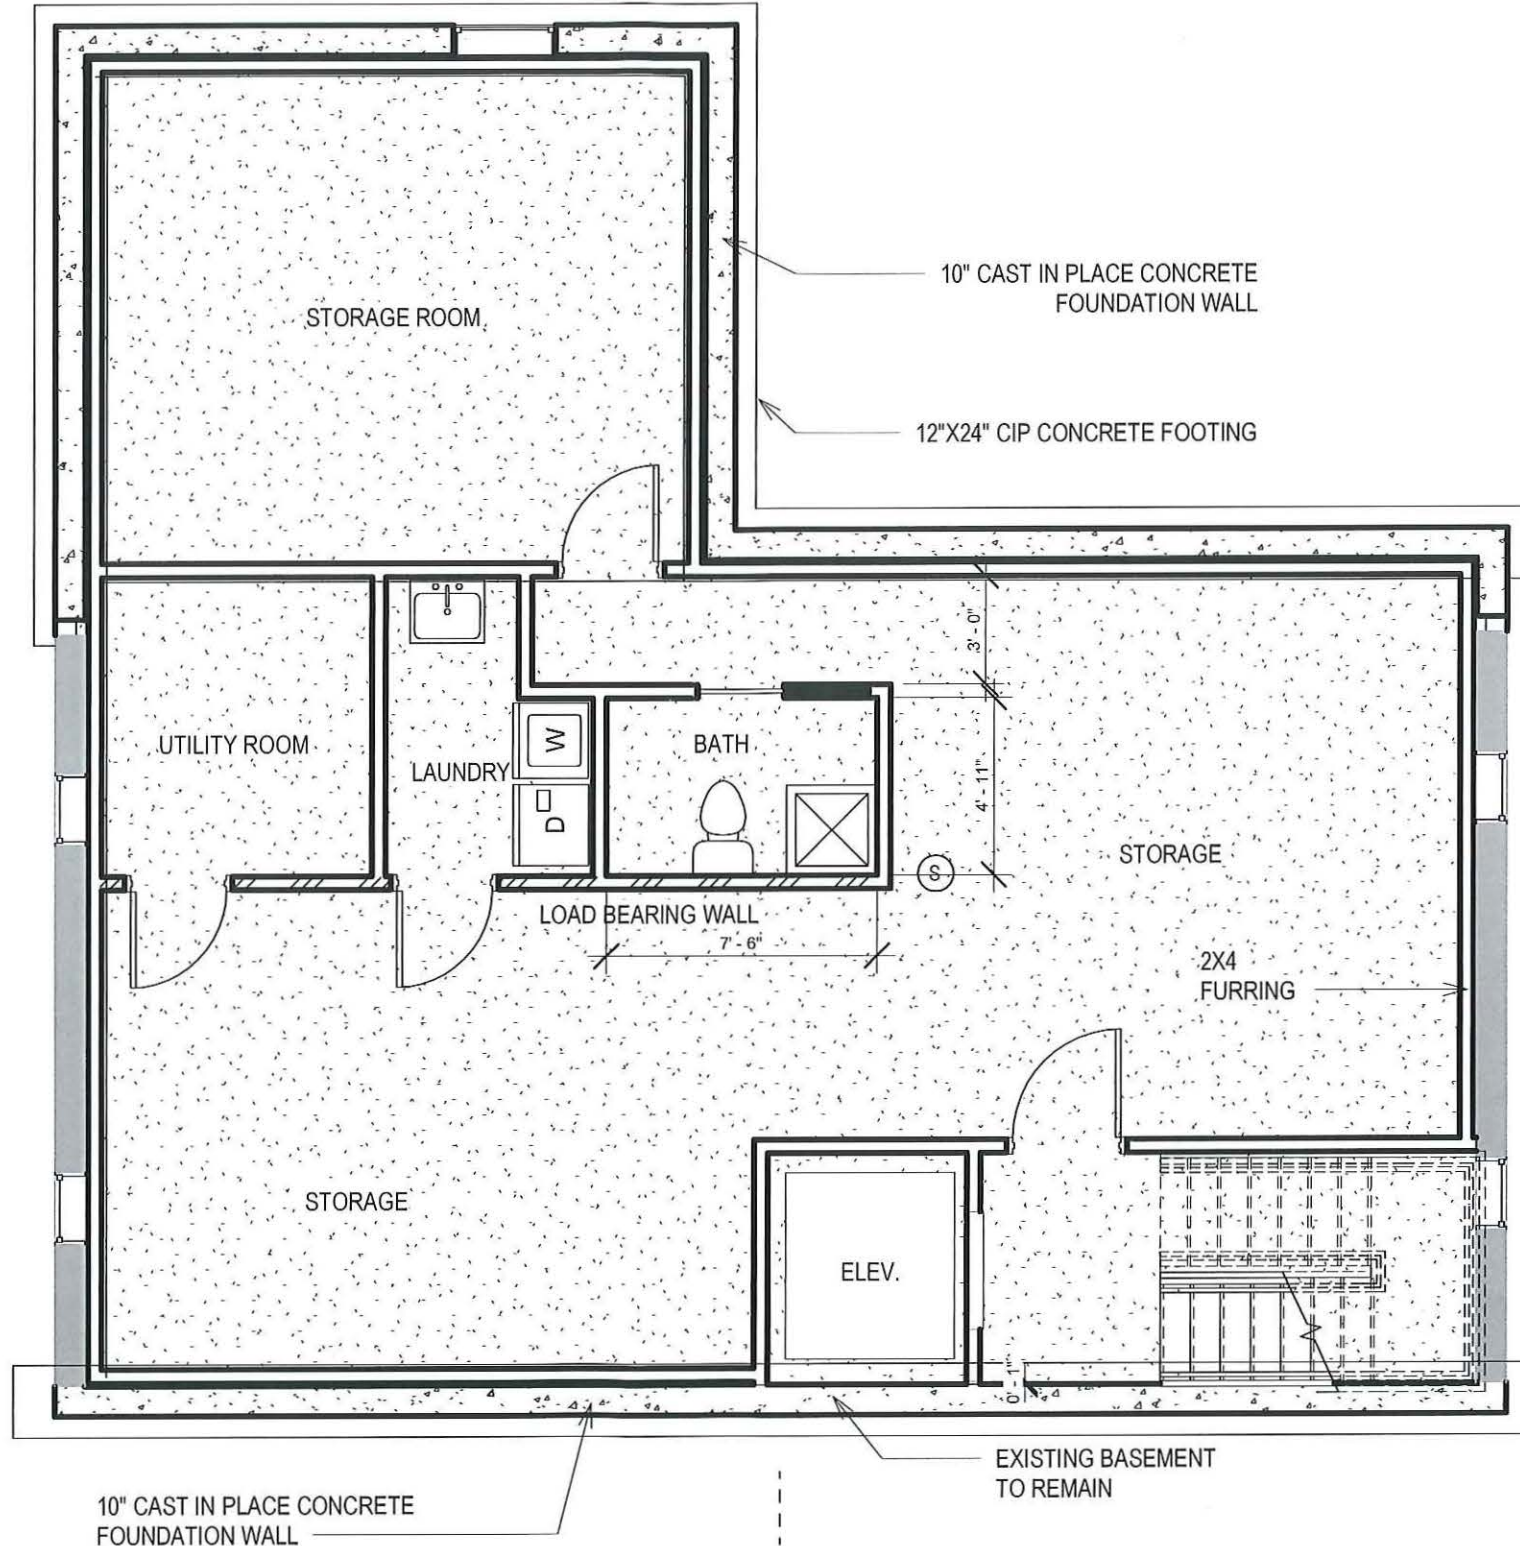 10" CAST IN PLACE CONCRETE
FOUNDATION WALL
STORAGE ROOM
12"X24" CIP CONCRETE FOOTING
3' - 0"
UTILITY ROOM
LAUNDRY
W
D
BATH
4' - 11"
STORAGE
S
LOAD BEARING WALL
7' - 6"
2X4
FURRING
STORAGE
ELEV.
0' - 1"
EXISTING BASEMENT
TO REMAIN
10" CAST IN PLACE CONCRETE
FOUNDATION WALL